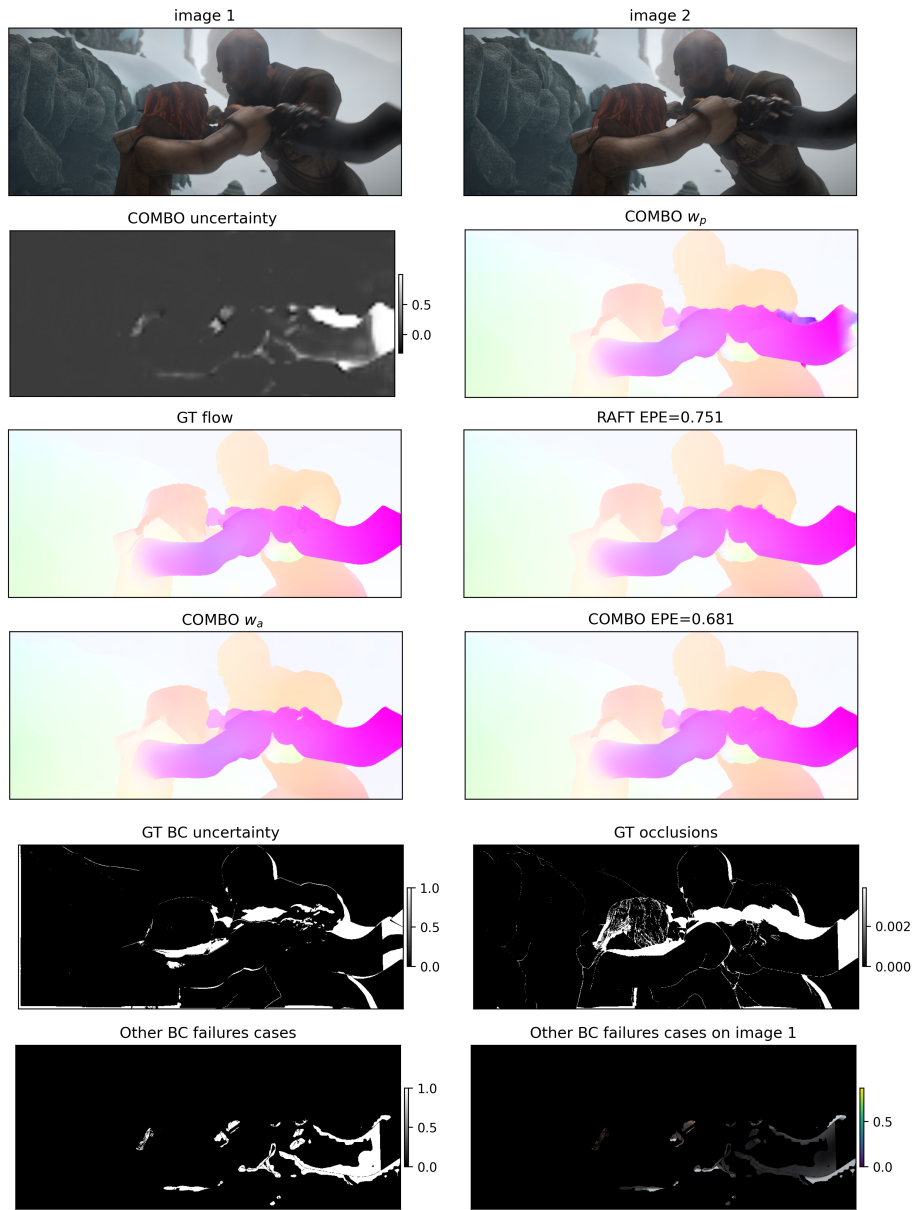 image 1
image 2
COMBO uncertainty
COMBO w_p
0.5
0.0
GT flow
RAFT EPE=0.751
COMBO w_a
COMBO EPE=0.681
GT BC uncertainty
GT occlusions
1.0
0.5
0.0
0.002
0.000
Other BC failures cases
Other BC failures cases on image 1
1.0
0.5
0.0
0.5
0.0